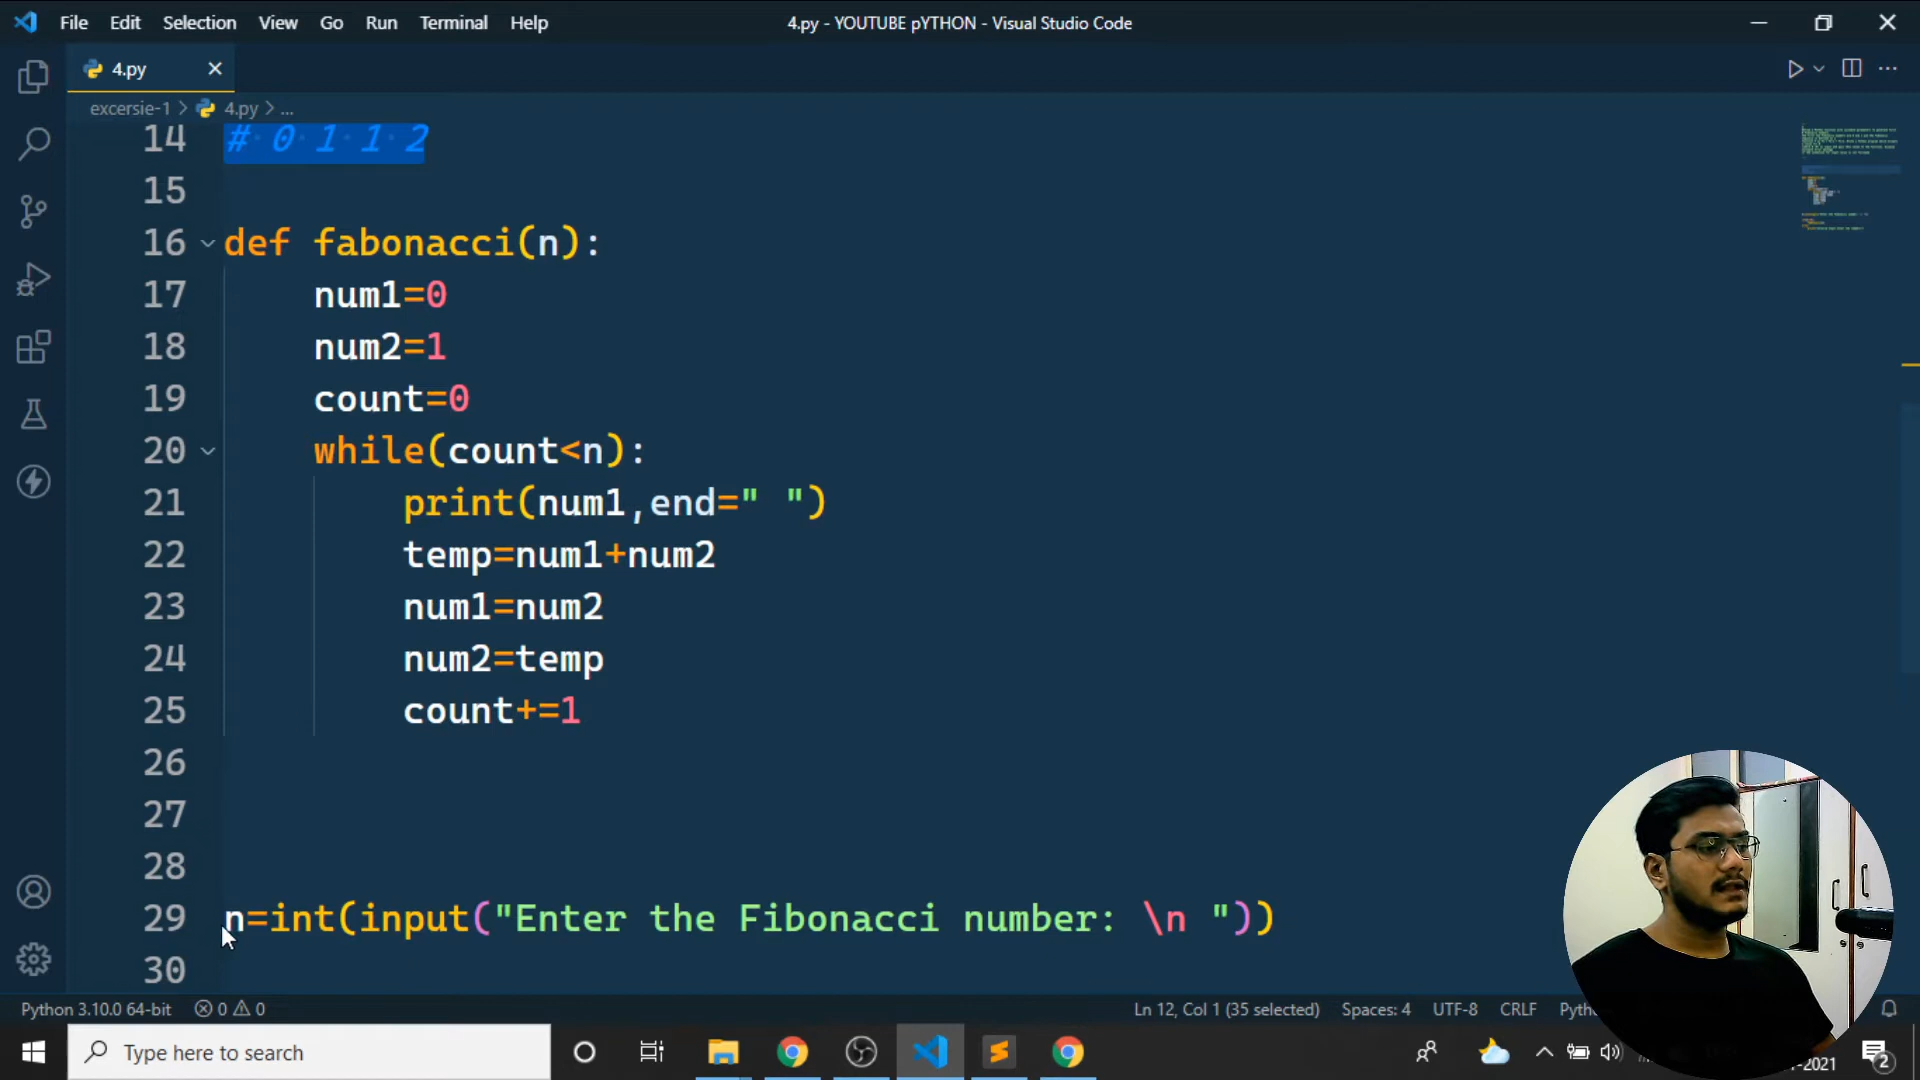 File Edit Selection View Go Run Terminal Help
4.py - YOUTUBE pYTHON - Visual Studio Code
4.py
excersie-1 > 4.py > ...
14 # 0 1 1 2
15
16 def fabonacci(n):
17 num1=0
18 num2=1
19 count=0
20 while(count<n):
21 print(num1,end=" ")
22 temp=num1+num2
23 num1=num2
24 num2=temp
25 count+=1
26
27
28
29 n=int(input("Enter the Fibonacci number: \n "))
30
Python 3.10.0 64-bit 0 0
Ln 12, Col 1 (35 selected) Spaces: 4 UTF-8 CRLF
Type here to search
2